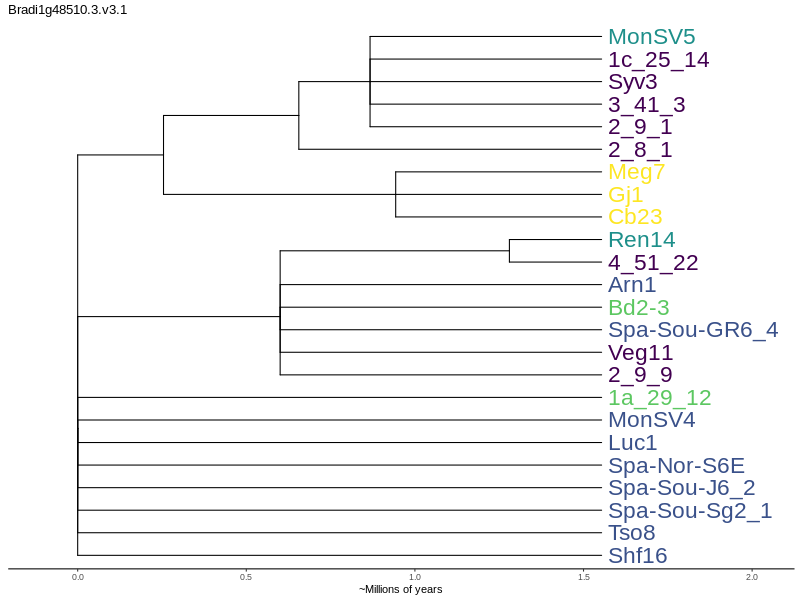 Bradi1g48510.3.v3.1
MonSV5
1c_25_14
Syv3
3_41_3
2_9_1
2_8_1
Meg7
Gj1
Cb23
Ren14
4_51_22
Arn1
Bd2-3
Spa-Sou-GR6_4
Veg11
2_9_9
1a_29_12
MonSV4
Luc1
Spa-Nor-S6E
Spa-Sou-J6_2
Spa-Sou-Sg2_1
Tso8
Shf16
0.0 0.5 1.0 1.5 2.0
~Millions of years